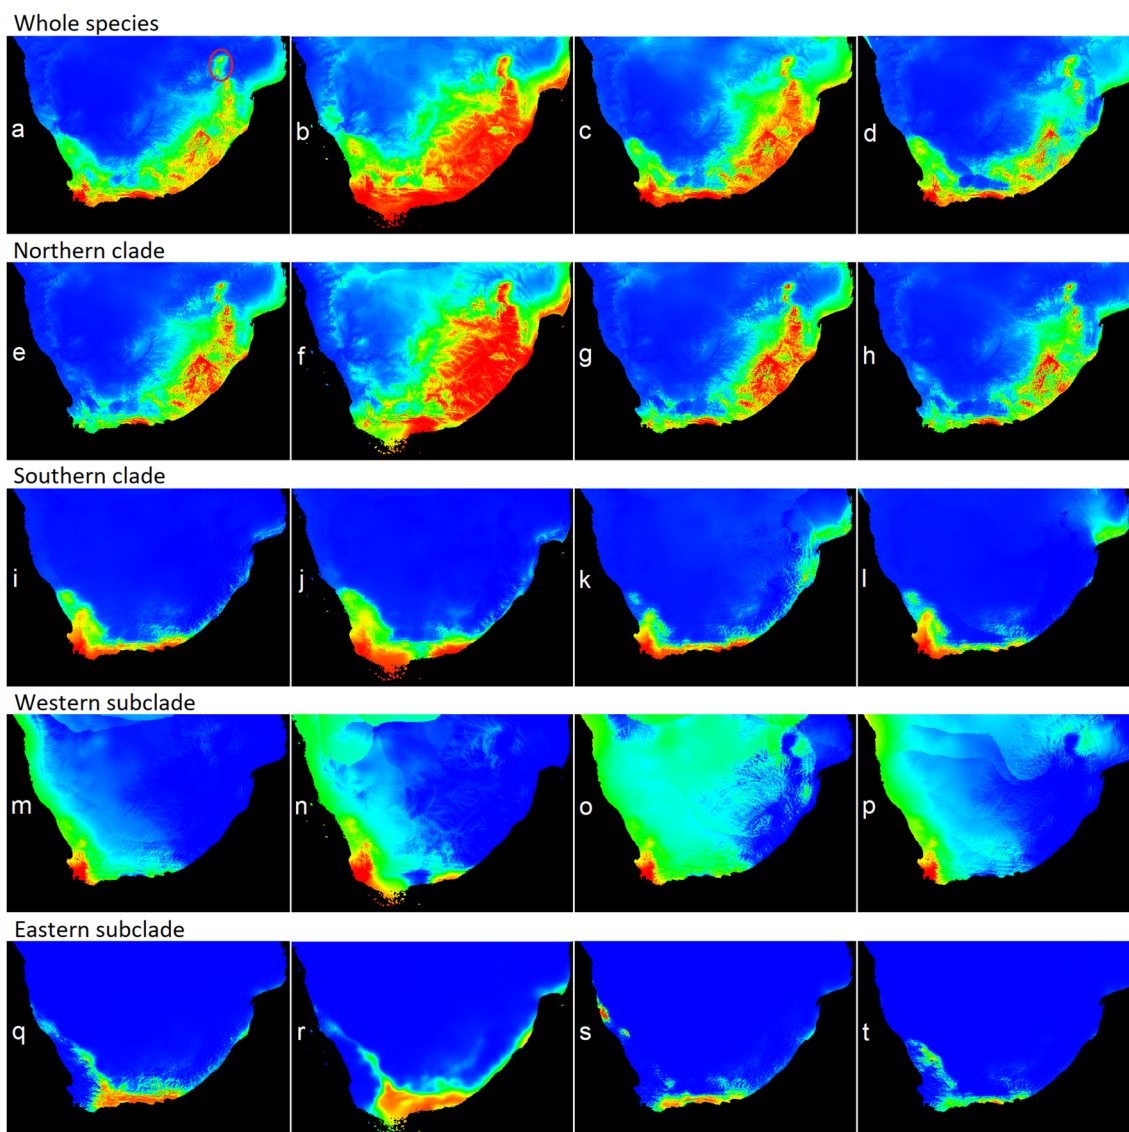 Whole species
a b c d
Northern clade
e f g h
Southern clade
i j k l
Western subclade
m n o p
Eastern subclade
q r s t